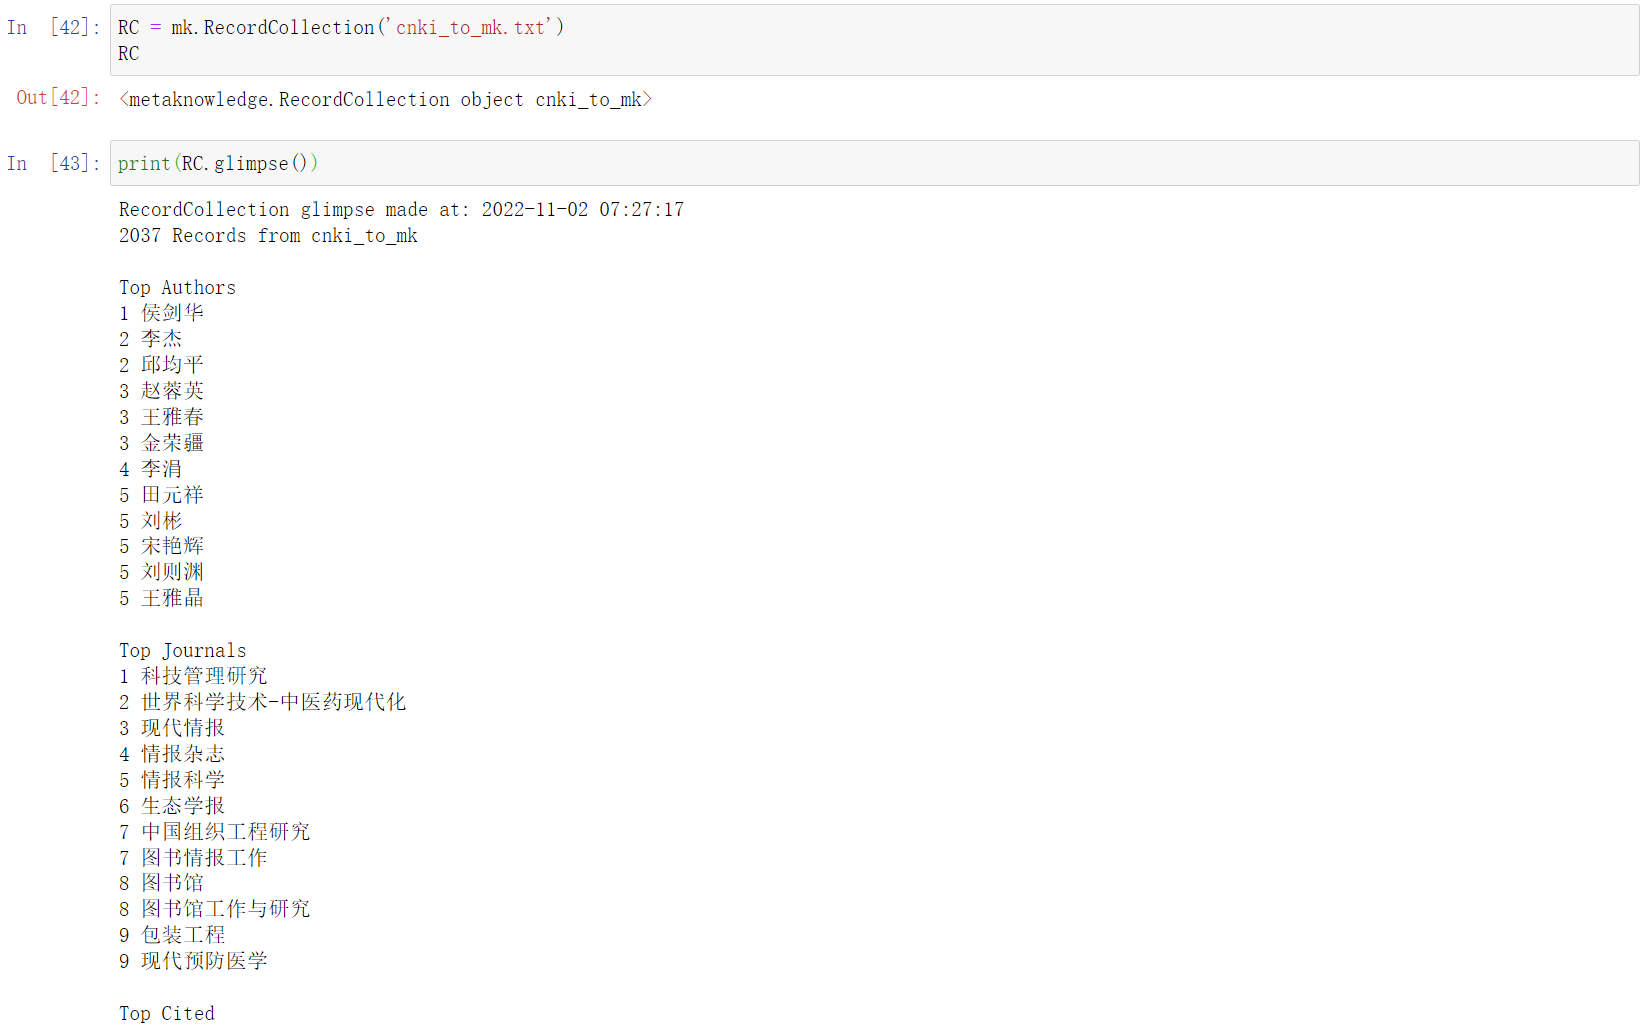 In [42]: RC = mk.RecordCollection('cnki_to_mk.txt')
RC
Out[42]: <metaknowledge.RecordCollection object cnki_to_mk>
In [43]: print(RC.glimpse())
RecordCollection glimpse made at: 2022-11-02 07:27:17
2037 Records from cnki_to_mk
Top Authors
1 侯剑华
2 李杰
2 邱均平
3 赵蓉英
3 王雅春
3 金荣疆
4 李涓
5 田元祥
5 刘彬
5 宋艳辉
5 刘则渊
5 王雅晶
Top Journals
1 科技管理研究
2 世界科学技术-中医药现代化
3 现代情报
4 情报杂志
5 情报科学
6 生态学报
7 中国组织工程研究
7 图书情报工作
8 图书馆
8 图书馆工作与研究
9 包装工程
9 现代预防医学
Top Cited